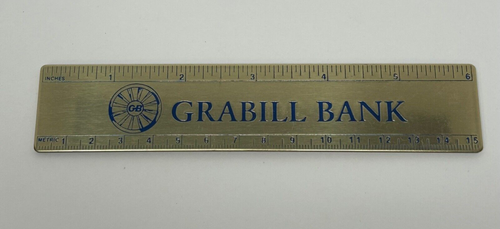 INCHES 1 2 3 4 5 6
GB GRABILL BANK
METRIC 1 2 3 4 5 6 7 8 9 10 11 12 13 14 15